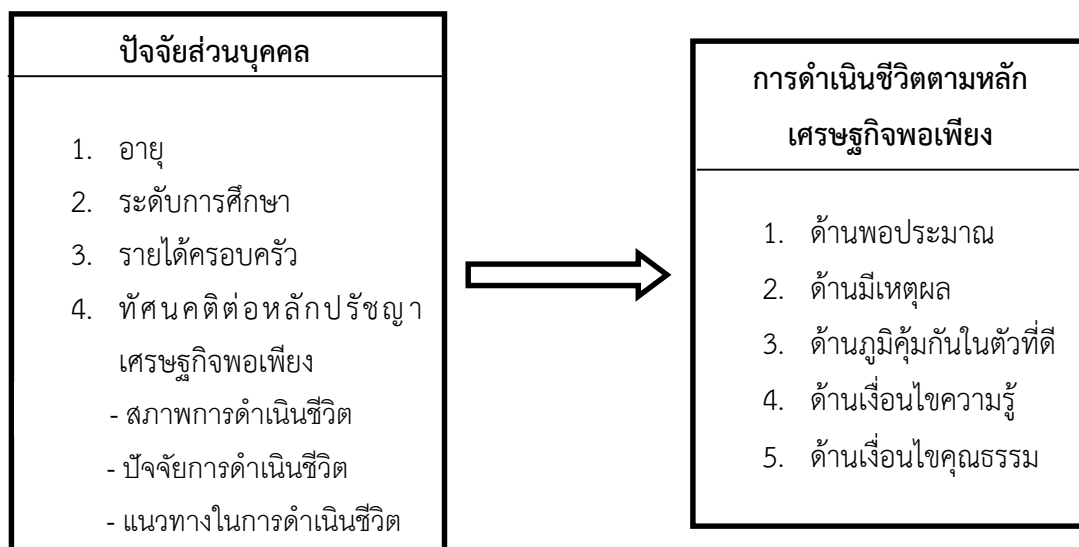 ปัจจัยส่วนบุคคล
1. อายุ
2. ระดับการศึกษา
3. รายได้ครอบครัว
4. ทัศนคติต่อหลักปรัชญา
เศรษฐกิจพอเพียง
- สภาพการดำเนินชีวิต
- ปัจจัยการดำเนินชีวิต
- แนวทางในการดำเนินชีวิต
การดำเนินชีวิตตามหลัก
เศรษฐกิจพอเพียง
1. ด้านพอประมาณ
2. ด้านมีเหตุผล
3. ด้านภูมิคุ้มกันในตัวที่ดี
4. ด้านเงื่อนไขความรู้
5. ด้านเงื่อนไขคุณธรรม